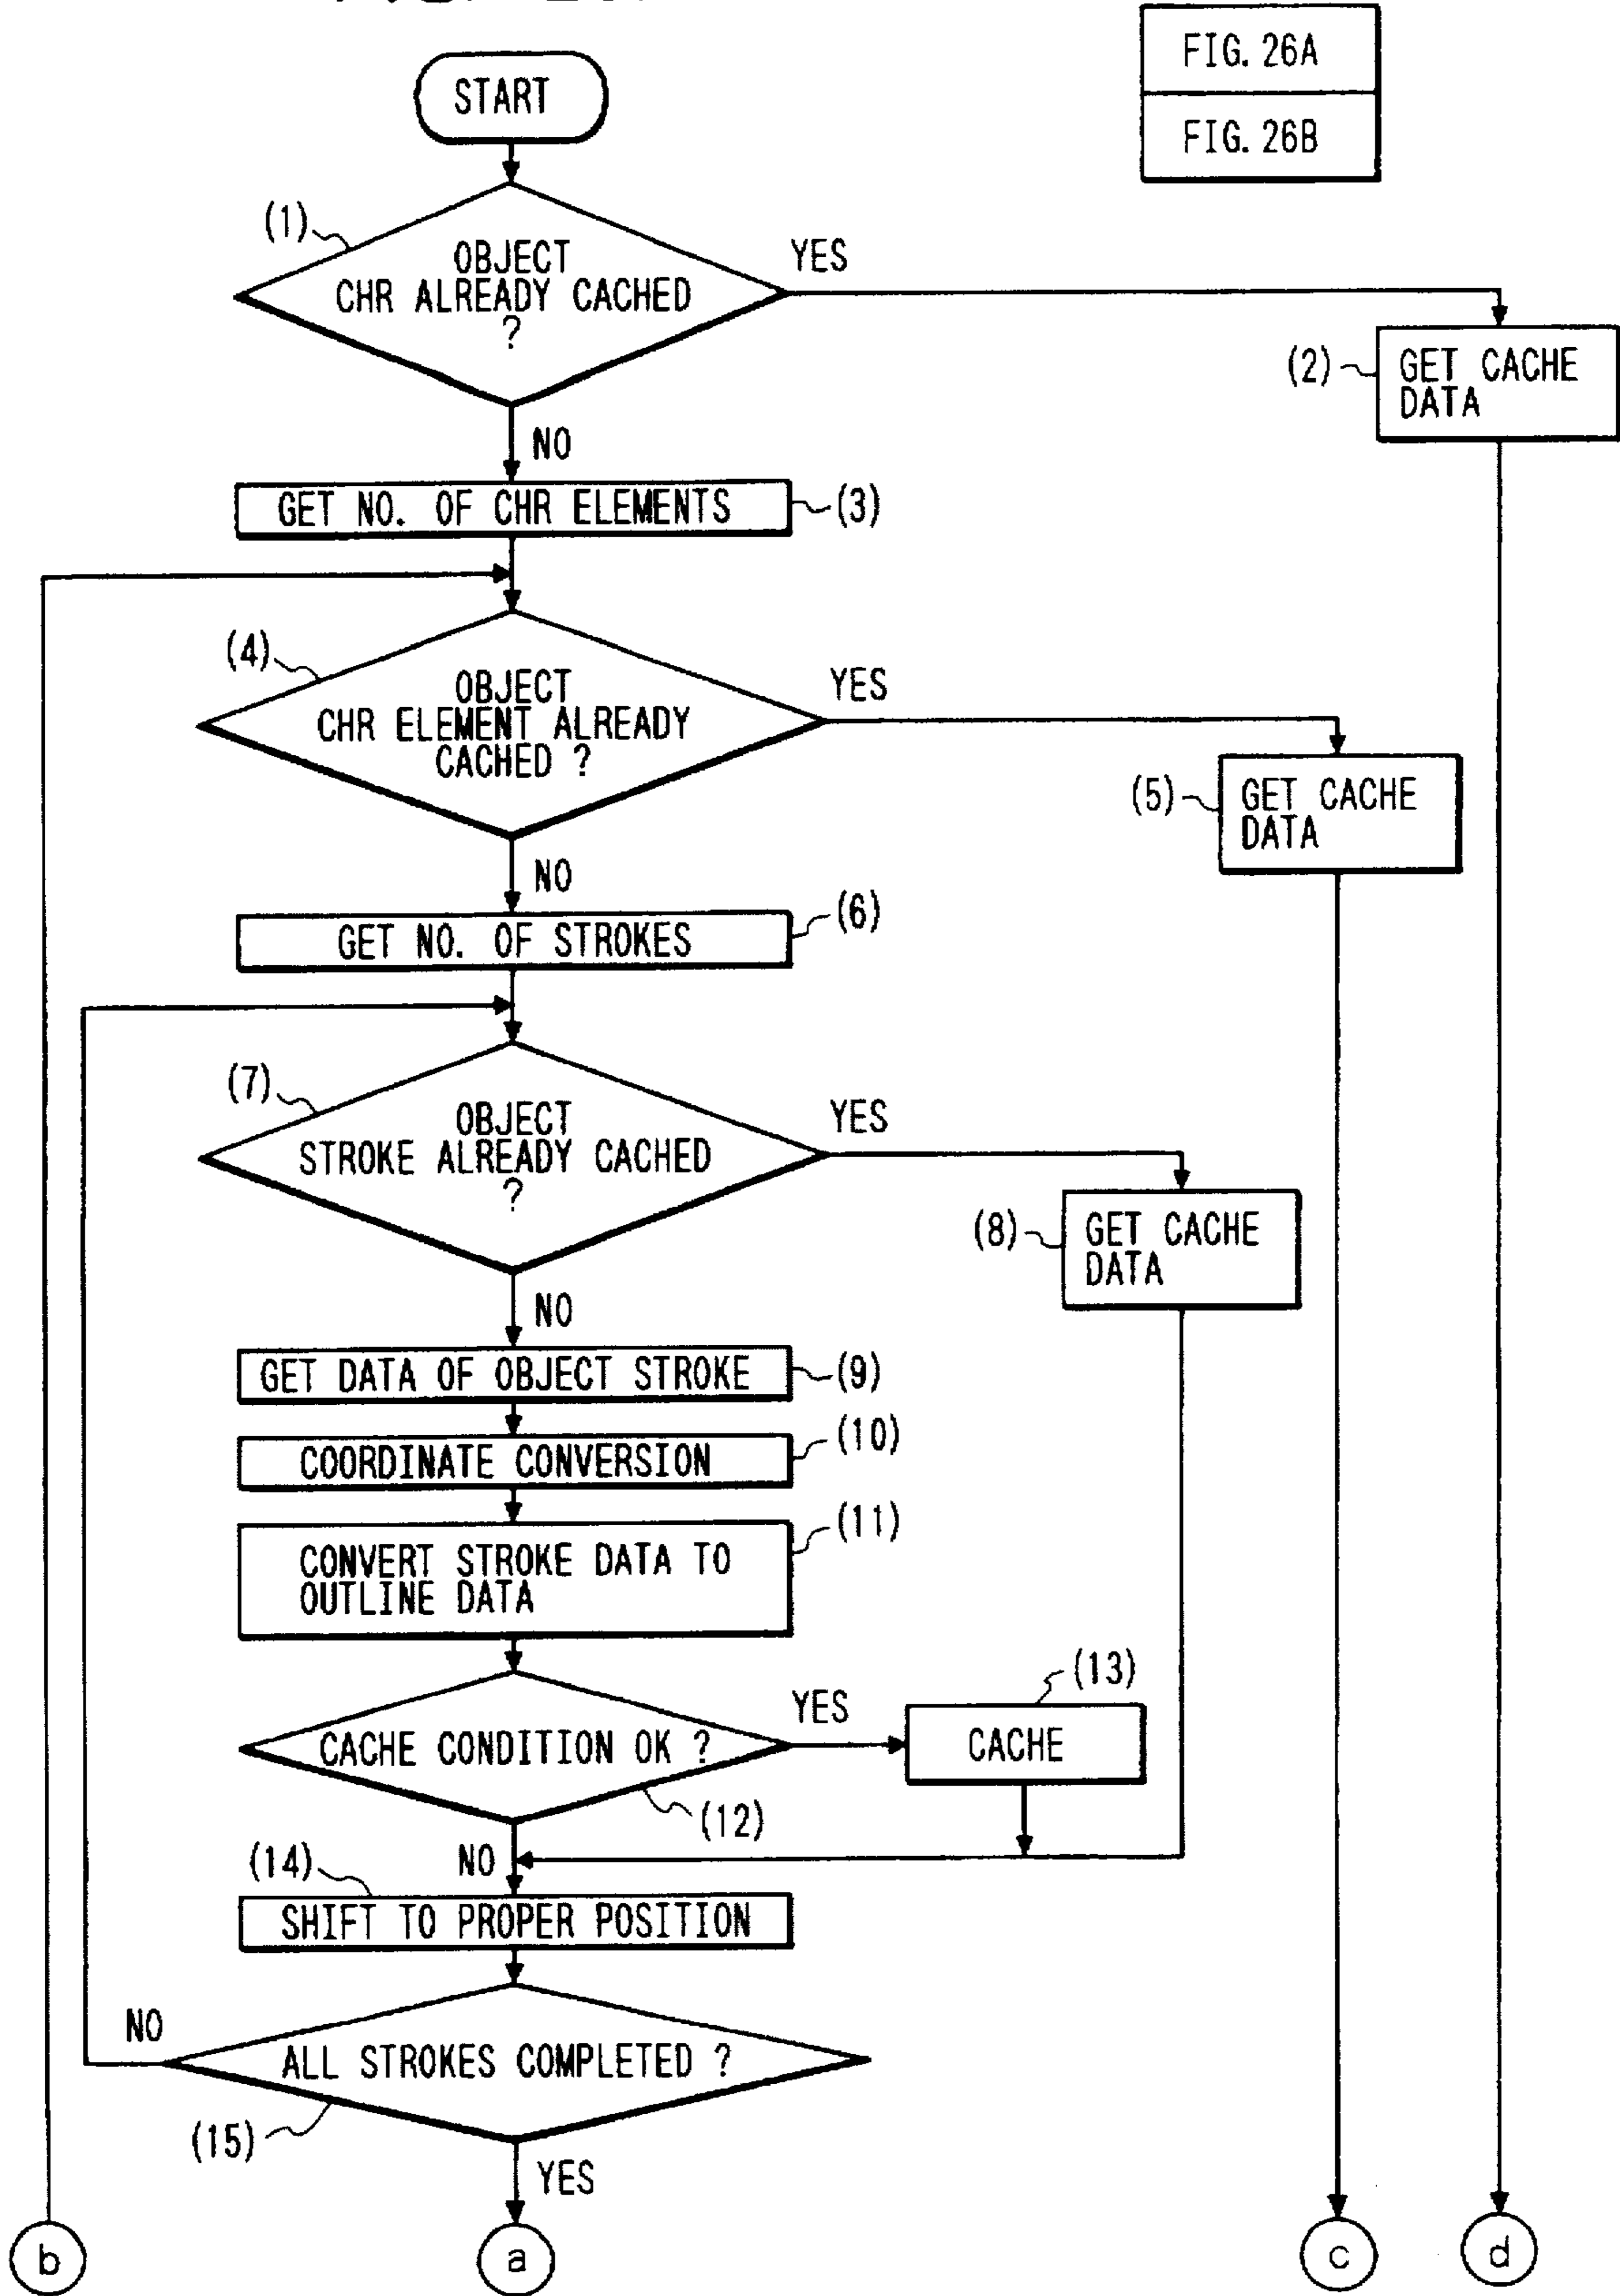 FIG. 26A
FIG. 26B
START
(1)
OBJECT
CHR ALREADY CACHED
?
YES
(2)
GET CACHE
DATA
NO
GET NO. OF CHR ELEMENTS
(3)
(4)
OBJECT
CHR ELEMENT ALREADY
CACHED ?
YES
(5)
GET CACHE
DATA
NO
(6)
GET NO. OF STROKES
(7)
OBJECT
STROKE ALREADY CACHED
?
YES
(8)
GET CACHE
DATA
NO
GET DATA OF OBJECT STROKE
(9)
(10)
COORDINATE CONVERSION
(11)
CONVERT STROKE DATA TO
OUTLINE DATA
(13)
YES
CACHE CONDITION OK ?
CACHE
(12)
NO
(14)
SHIFT TO PROPER POSITION
NO
ALL STROKES COMPLETED ?
(15)
YES
b
a
c
d